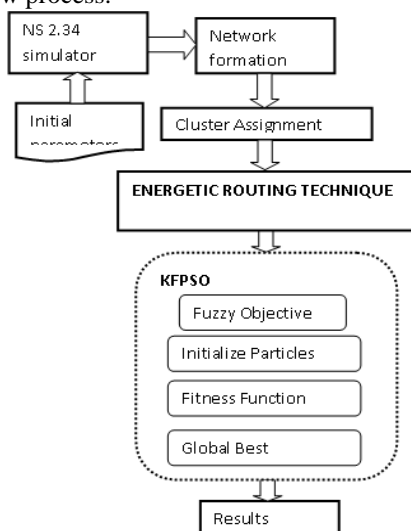 process.
NS 2.34
simulator
Network
formation
Initial
Cluster Assignment
ENERGETIC ROUTING TECHNIQUE
KFPSO
Fuzzy Objective
Initialize Particles
Fitness Function
Global Best
Results